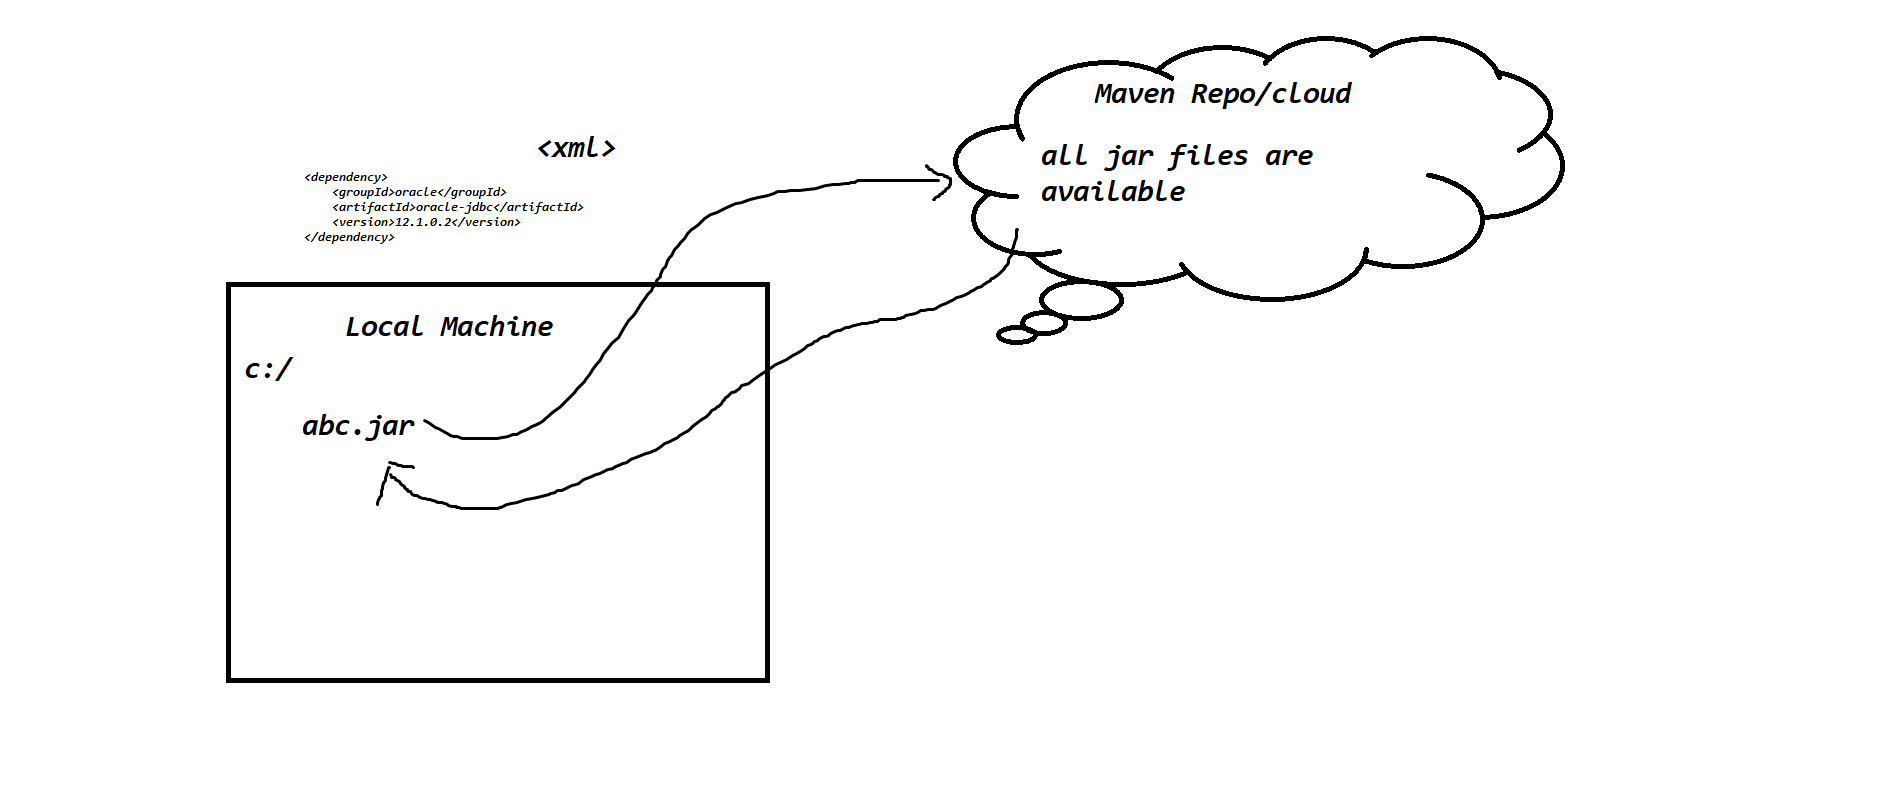 Maven Repo/cloud
all jar files are
available
<xml>
<dependency>
<groupId>oracle</groupId>
<artifactId>oracle-jdbc</artifactId>
<version>12.1.0.2</version>
</dependency>
Local Machine
c:/
abc.jar